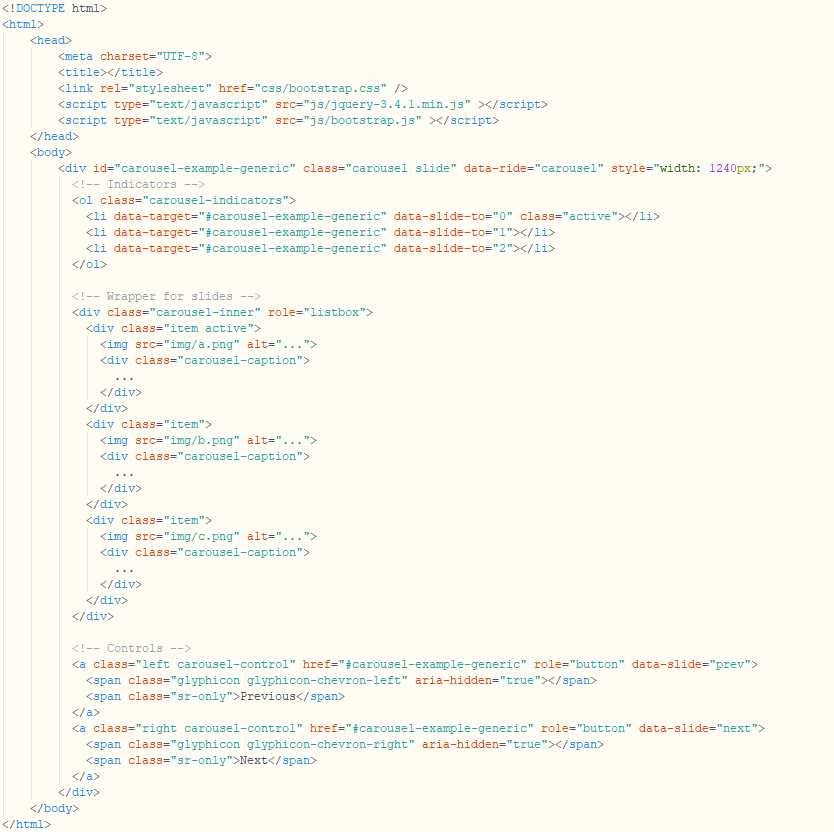 <!DOCTYPE html>
<html>
    <head>
        <meta charset="UTF-8">
        <title></title>
        <link rel="stylesheet" href="css/bootstrap.css" />
        <script type="text/javascript" src="js/jquery-3.4.1.min.js" ></script>
        <script type="text/javascript" src="js/bootstrap.js" ></script>
    </head>
    <body>
        <div id="carousel-example-generic" class="carousel slide" data-ride="carousel" style="width: 1240px;">
          <!-- Indicators -->
          <ol class="carousel-indicators">
            <li data-target="#carousel-example-generic" data-slide-to="0" class="active"></li>
            <li data-target="#carousel-example-generic" data-slide-to="1"></li>
            <li data-target="#carousel-example-generic" data-slide-to="2"></li>
          </ol>

          <!-- Wrapper for slides -->
          <div class="carousel-inner" role="listbox">
            <div class="item active">
              <img src="img/a.png" alt="...">
              <div class="carousel-caption">
                ...
              </div>
            </div>
            <div class="item">
              <img src="img/b.png" alt="...">
              <div class="carousel-caption">
                ...
              </div>
            </div>
            <div class="item">
              <img src="img/c.png" alt="...">
              <div class="carousel-caption">
                ...
              </div>
            </div>
          </div>

          <!-- Controls -->
          <a class="left carousel-control" href="#carousel-example-generic" role="button" data-slide="prev">
            <span class="glyphicon glyphicon-chevron-left" aria-hidden="true"></span>
            <span class="sr-only">Previous</span>
          </a>
          <a class="right carousel-control" href="#carousel-example-generic" role="button" data-slide="next">
            <span class="glyphicon glyphicon-chevron-right" aria-hidden="true"></span>
            <span class="sr-only">Next</span>
          </a>
        </div>
    </body>
</html>